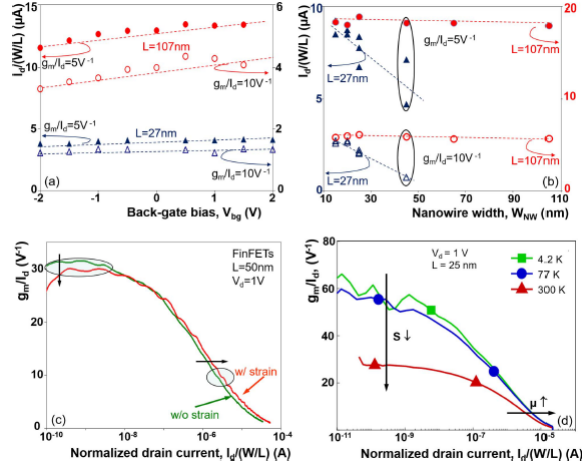 I_d/(W/L) (µA)
15
10
5
0
6
4
2
0
L=107nm
g_m/I_d=5V⁻¹
g_m/I_d=10V⁻¹
g_m/I_d=5V⁻¹
L=27nm
g_m/I_d=10V⁻¹
(a)
-2
-1
0
1
2
Back-gate bias, V_bg (V)
I_d/(W/L) (µA)
10
5
0
20
10
0
g_m/I_d=5V⁻¹
L=107nm
L=27nm
g_m/I_d=10V⁻¹
L=27nm
L=107nm
(b)
10
30
50
70
90
110
Nanowire width, W_NW (nm)
g_m/I_d (V⁻¹)
30
20
10
0
FinFETs
L=50nm
V_d=1V
w/ strain
w/o strain
(c)
10⁻¹⁰
10⁻⁸
10⁻⁶
10⁻⁴
Normalized drain current, I_d/(W/L) (A)
g_m/I_d, (V⁻¹)
80
60
40
20
V_d = 1 V
L = 25 nm
4.2 K
77 K
300 K
S ↓
µ ↑
(d)
10⁻¹¹
10⁻⁹
10⁻⁷
10⁻⁵
Normalized drain current, I_d/(W/L) (A)